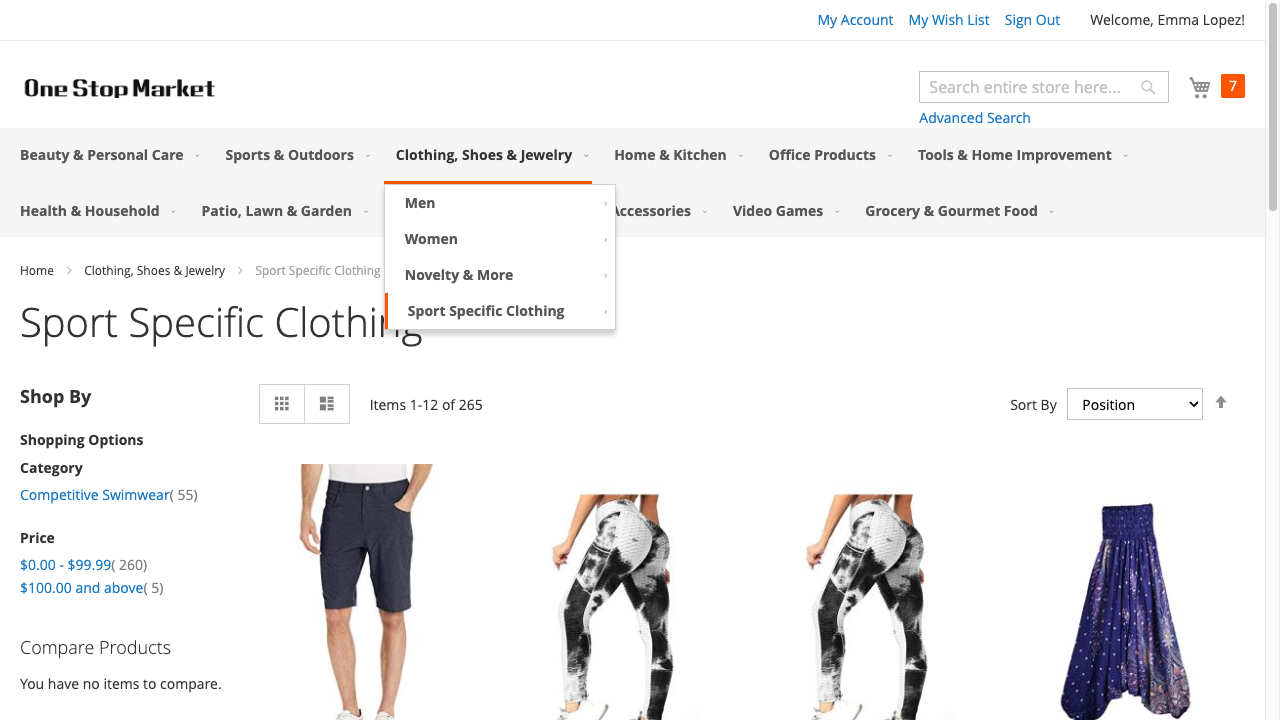 My Account My Wish List Sign Out Welcome, Emma Lopez!
One Stop Market
Search entire store here...
7
Advanced Search
Beauty & Personal Care Sports & Outdoors Clothing, Shoes & Jewelry Home & Kitchen Office Products Tools & Home Improvement
Health & Household Patio, Lawn & Garden Accessories Video Games Grocery & Gourmet Food
Men
Women
Novelty & More
Sport Specific Clothing
Home Clothing, Shoes & Jewelry Sport Specific Clothing
Sport Specific Clothing
Shop By
Items 1-12 of 265
Sort By Position
Shopping Options
Category
Competitive Swimwear( 55)
Price
$0.00 - $99.99( 260)
$100.00 and above( 5)
Compare Products
You have no items to compare.